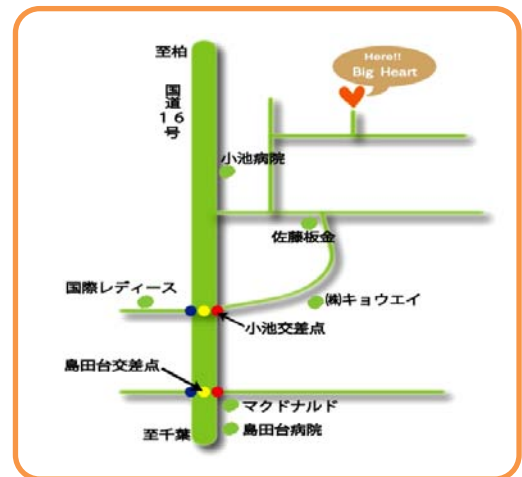 至柏
Here!!
Big Heart
国道16号
小池病院
佐藤板金
国際レディース
㈱キョウエイ
小池交差点
島田台交差点
マクドナルド
島田台病院
至千葉